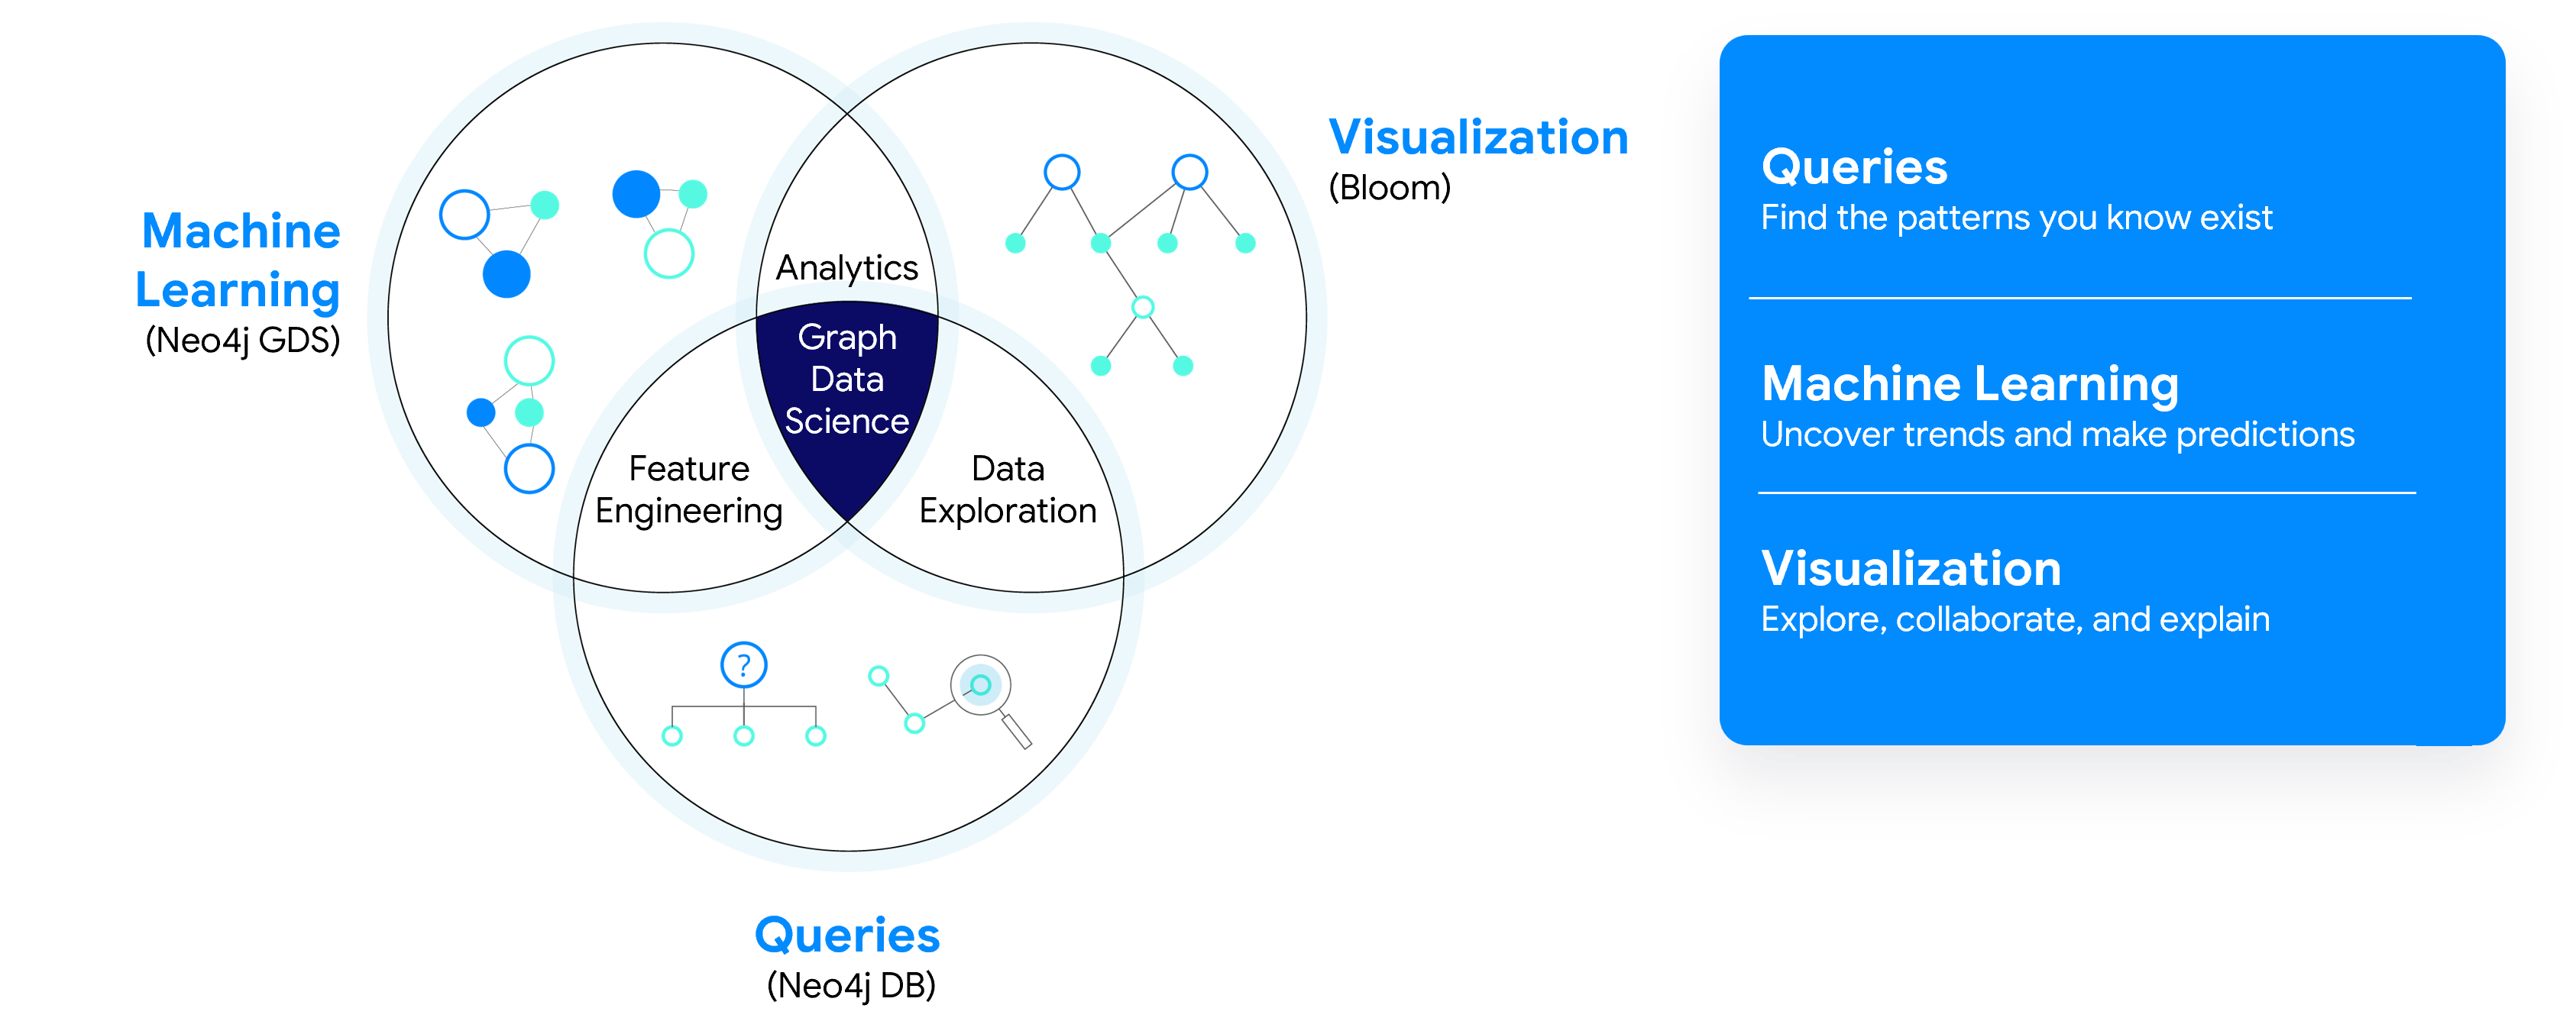 Machine
Learning
(Neo4j GDS)
Visualization
(Bloom)
Analytics
Graph
Data
Science
Feature
Engineering
Data
Exploration
?
Queries
(Neo4j DB)
Queries
Find the patterns you know exist
Machine Learning
Uncover trends and make predictions
Visualization
Explore, collaborate, and explain